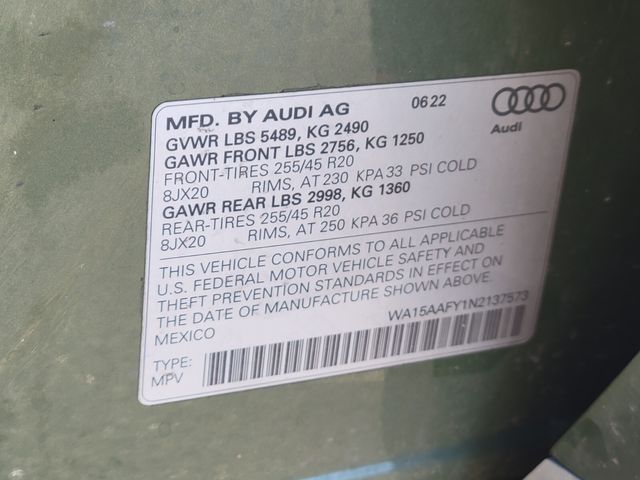 MFD. BY AUDI AG 06 22
GVWR LBS 5489, KG 2490
Audi
GAWR FRONT LBS 2756, KG 1250
FRONT-TIRES 255/45 R20
8JX20 RIMS, AT 230 KPA 33 PSI COLD
GAWR REAR LBS 2998, KG 1360
REAR-TIRES 255/45 R20
8JX20 RIMS, AT 250 KPA 36 PSI COLD
THIS VEHICLE CONFORMS TO ALL APPLICABLE
U.S. FEDERAL MOTOR VEHICLE SAFETY AND
THEFT PREVENTION STANDARDS IN EFFECT ON
THE DATE OF MANUFACTURE SHOWN ABOVE.
MEXICO WA15AAFY1N2137573
TYPE:
MPV